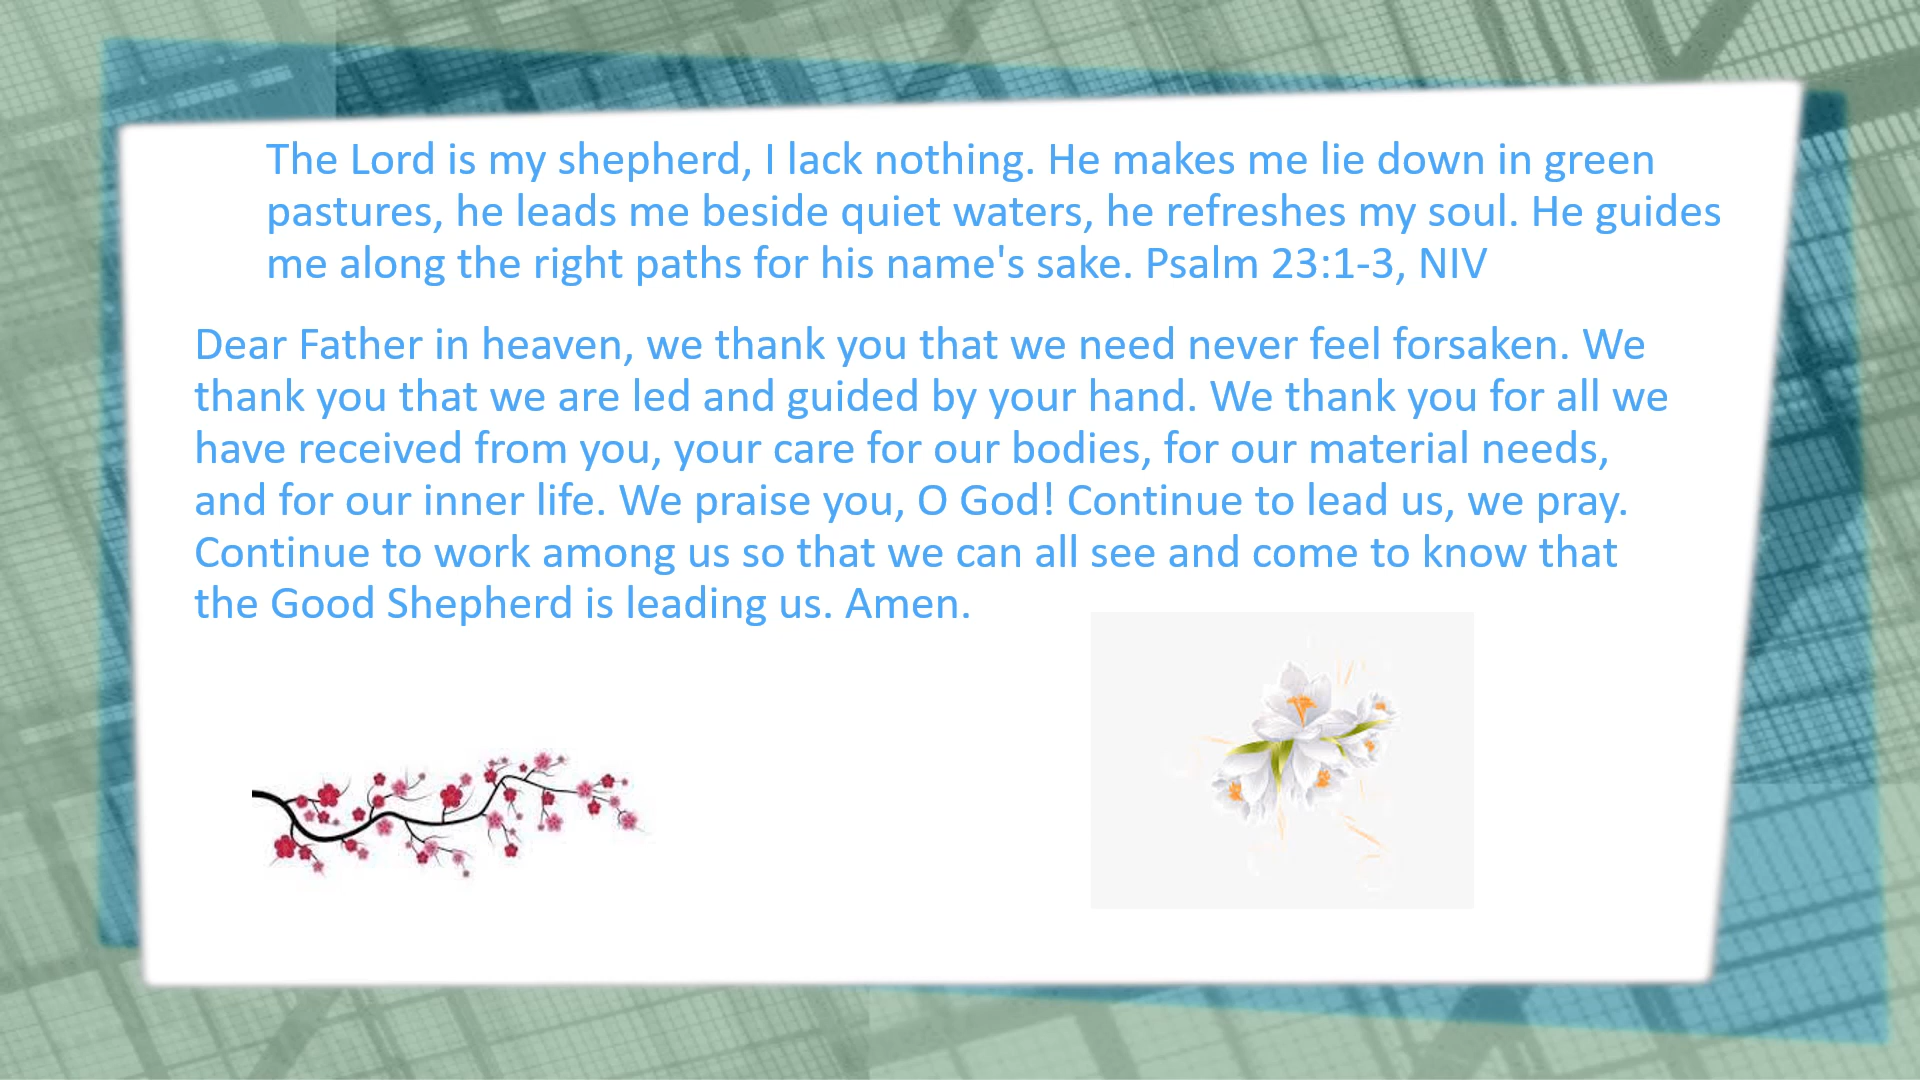 The Lord is my shepherd, I lack nothing. He makes me lie down in green
pastures, he leads me beside quiet waters, he refreshes my soul. He guides
me along the right paths for his name's sake. Psalm 23:1-3, NIV
Dear Father in heaven, we thank you that we need never feel forsaken. We
thank you that we are led and guided by your hand. We thank you for all we
have received from you, your care for our bodies, for our material needs,
and for our inner life. We praise you, O God! Continue to lead us, we pray.
Continue to work among us so that we can all see and come to know that
the Good Shepherd is leading us. Amen.